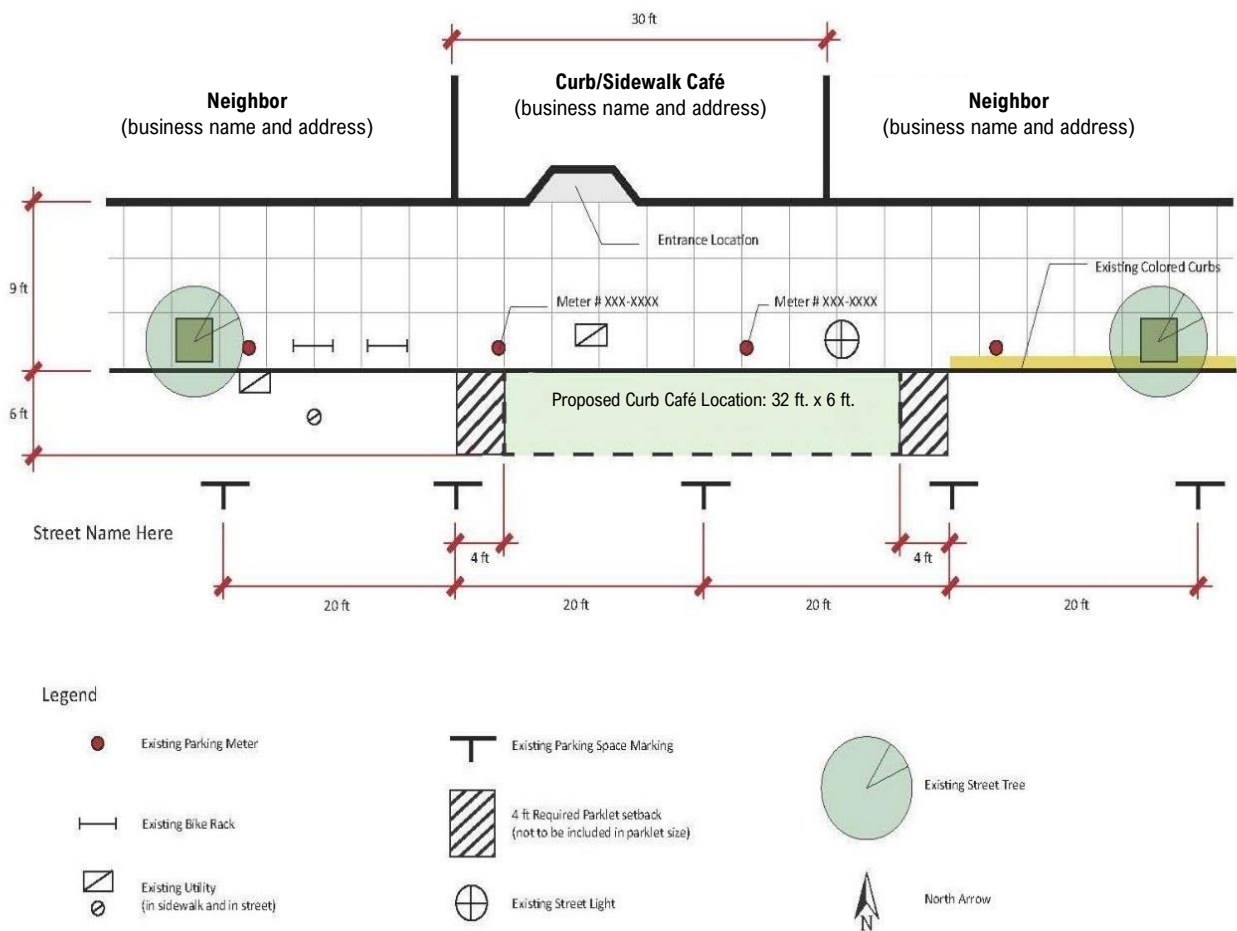 30 ft
Neighbor
(business name and address)
Curb/Sidewalk Café
(business name and address)
Neighbor
(business name and address)
Entrance Location
Existing Colored Curbs
9 ft
Meter # XXX-XXXX
Meter # XXX-XXXX
6 ft
Proposed Curb Café Location: 32 ft. x 6 ft.
Street Name Here
4 ft
4 ft
20 ft
20 ft
20 ft
20 ft
Legend
Existing Parking Meter
Existing Parking Space Marking
Existing Street Tree
Existing Bike Rack
4 ft Required Parklet setback
(not to be included in parklet size)
Existing Utility
(in sidewalk and in street)
Existing Street Light
North Arrow
N